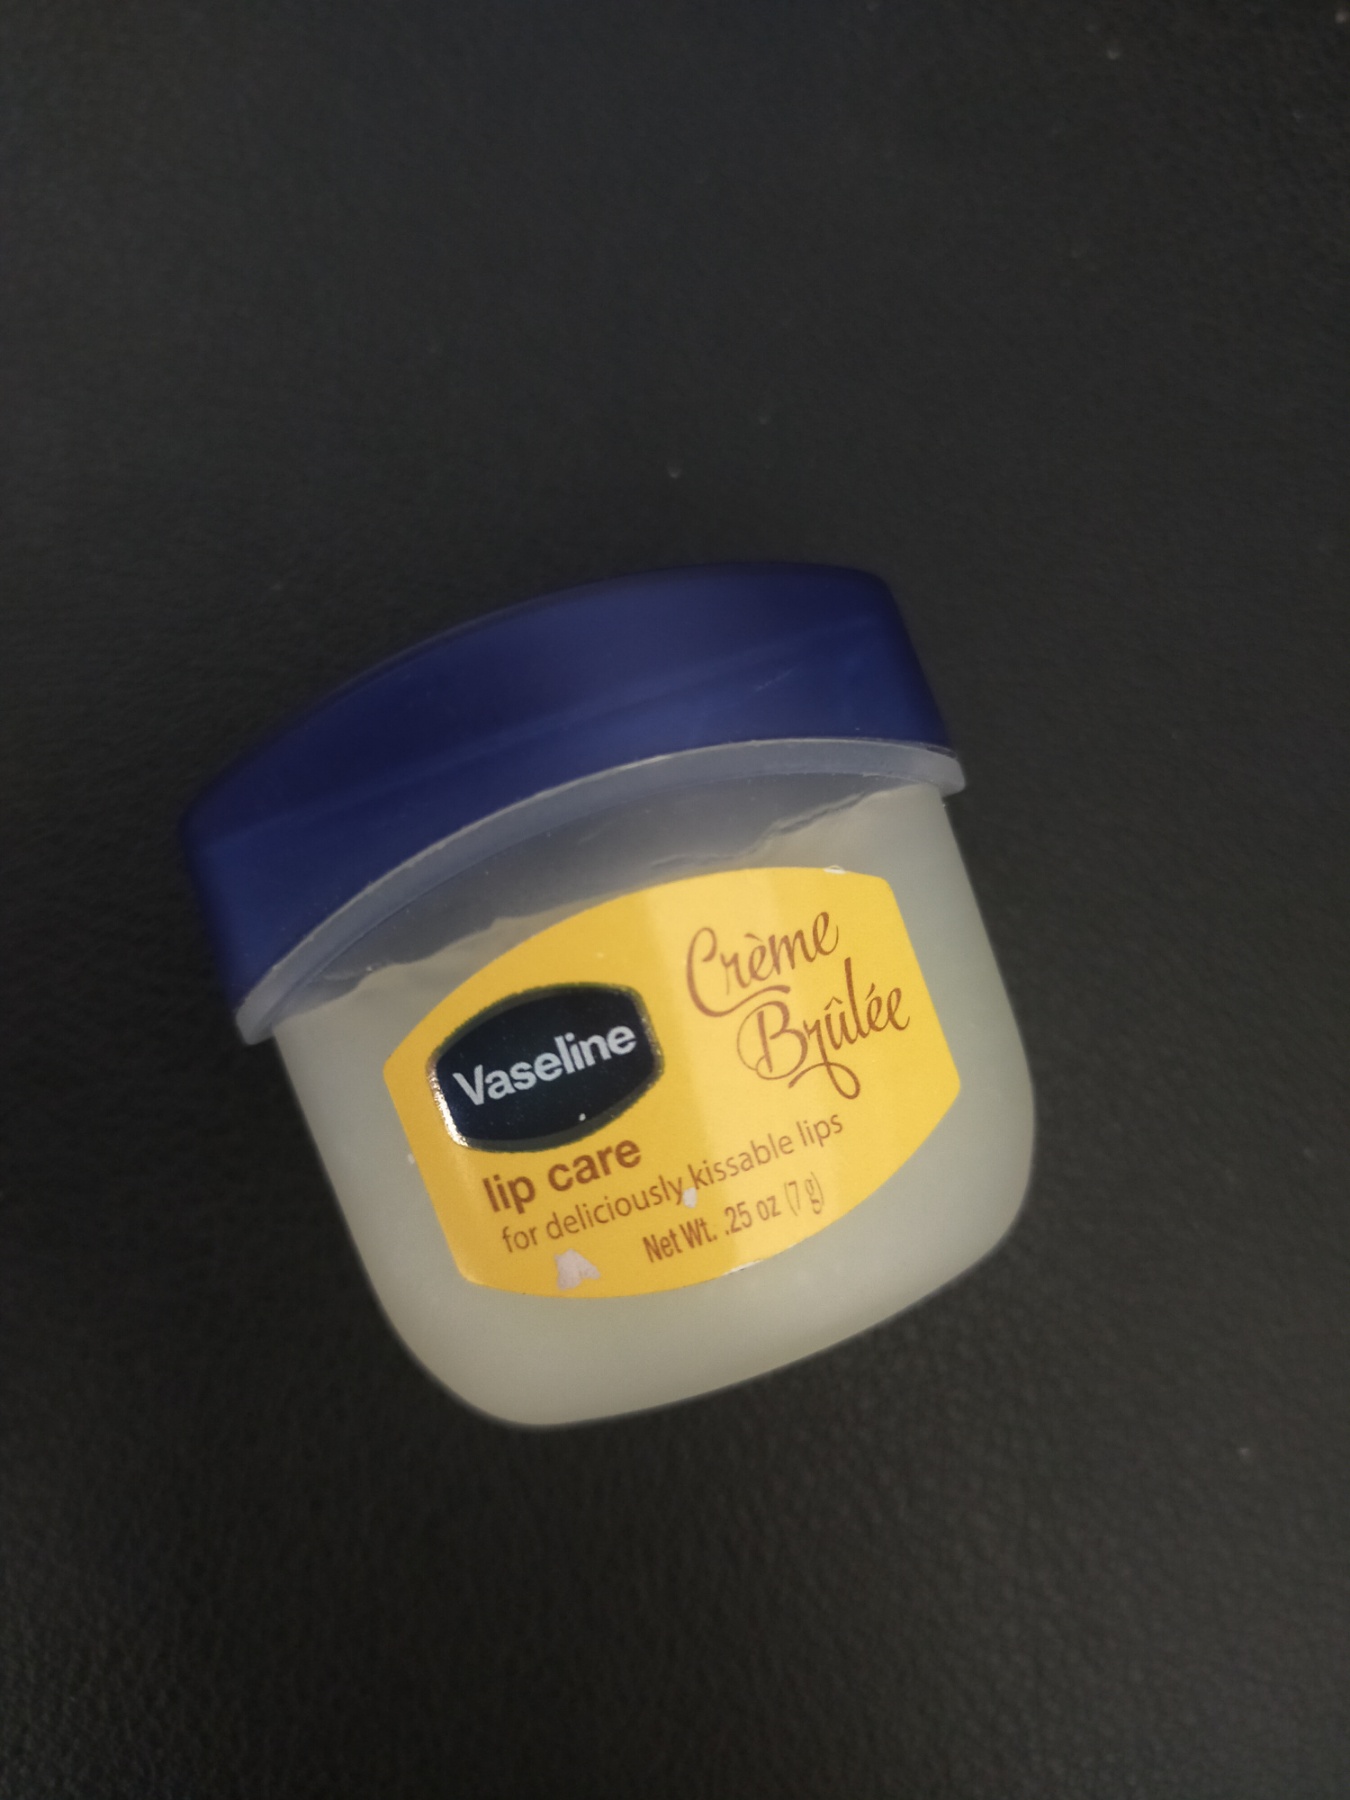 Vaseline
Crème
Brûlée
lip care
for deliciously kissable lips
Net Wt. .25 oz (7 g)